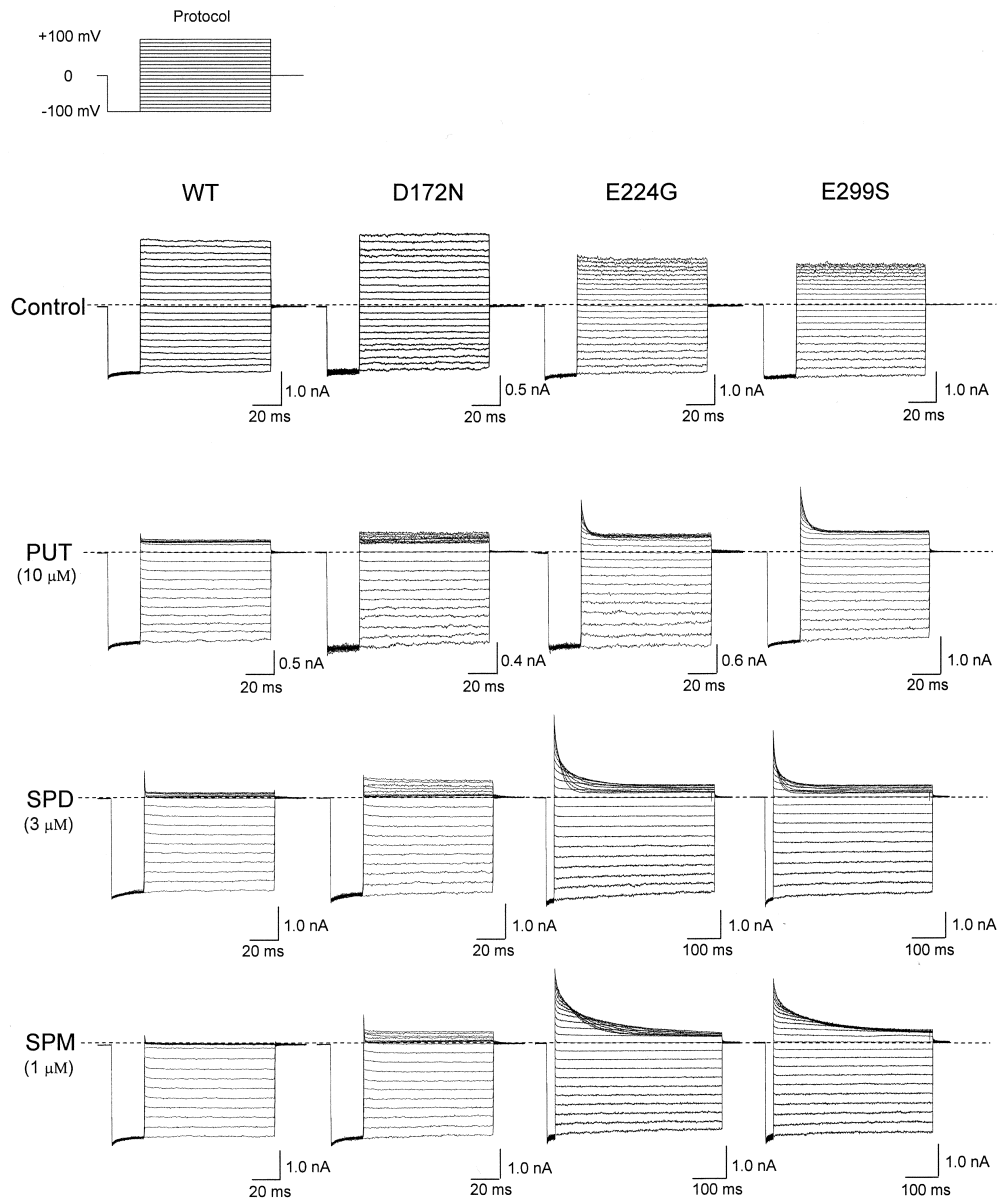 Protocol
+100 mV
0
-100 mV
WT D172N E224G E299S
Control
1.0 nA 0.5 nA 1.0 nA 1.0 nA
20 ms 20 ms 20 ms 20 ms
PUT
(10 μM)
0.5 nA 0.4 nA 0.6 nA 1.0 nA
20 ms 20 ms 20 ms 20 ms
SPD
(3 μM)
1.0 nA 1.0 nA 1.0 nA 1.0 nA
20 ms 20 ms 100 ms 100 ms
SPM
(1 μM)
1.0 nA 1.0 nA 1.0 nA 1.0 nA
20 ms 20 ms 100 ms 100 ms